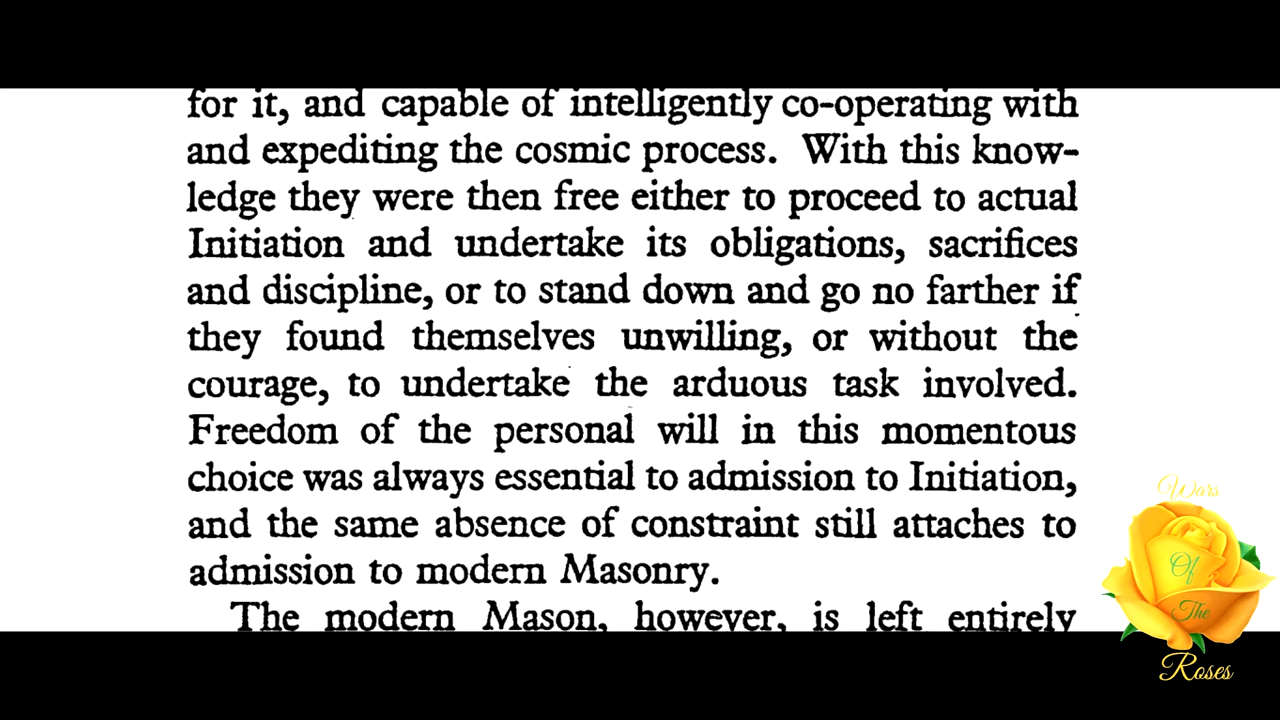 for it, and capable of intelligently co-operating with
and expediting the cosmic process. With this know-
ledge they were then free either to proceed to actual
Initiation and undertake its obligations, sacrifices
and discipline, or to stand down and go no farther if
they found themselves unwilling, or without the
courage, to undertake the arduous task involved.
Freedom of the personal will in this momentous
choice was always essential to admission to Initiation,
and the same absence of constraint still attaches to
admission to modern Masonry.
The modern Mason, however, is left entirely
Wars
Of
The
Roses